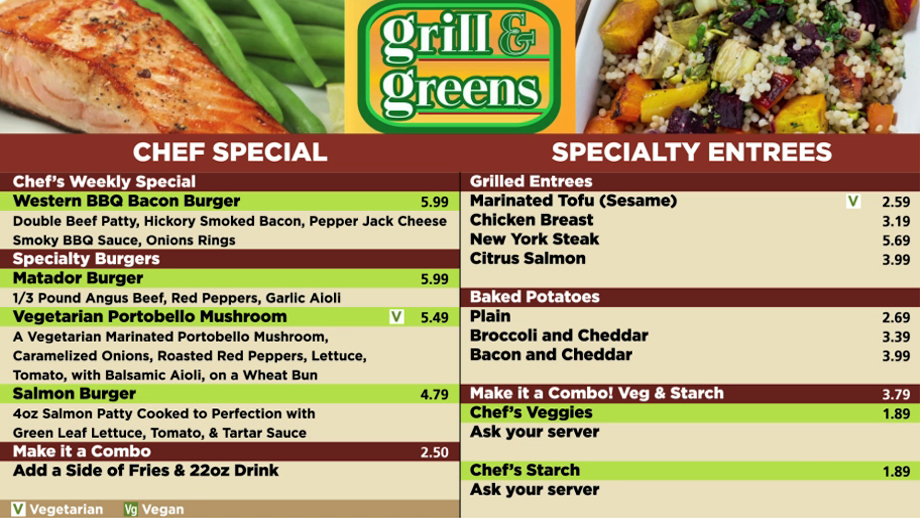 grill &
greens
CHEF SPECIAL
Chef's Weekly Special
Western BBQ Bacon Burger 5.99
Double Beef Patty, Hickory Smoked Bacon, Pepper Jack Cheese
Smoky BBQ Sauce, Onions Rings
Specialty Burgers
Matador Burger 5.99
1/3 Pound Angus Beef, Red Peppers, Garlic Aioli
Vegetarian Portobello Mushroom V 5.49
A Vegetarian Marinated Portobello Mushroom,
Caramelized Onions, Roasted Red Peppers, Lettuce,
Tomato, with Balsamic Aioli, on a Wheat Bun
Salmon Burger 4.79
4oz Salmon Patty Cooked to Perfection with
Green Leaf Lettuce, Tomato, & Tartar Sauce
Make it a Combo 2.50
Add a Side of Fries & 22oz Drink
V Vegetarian Vg Vegan
SPECIALTY ENTREES
Grilled Entrees
Marinated Tofu (Sesame) V 2.59
Chicken Breast 3.19
New York Steak 5.69
Citrus Salmon 3.99
Baked Potatoes
Plain 2.69
Broccoli and Cheddar 3.39
Bacon and Cheddar 3.99
Make it a Combo! Veg & Starch 3.79
Chef's Veggies 1.89
Ask your server
Chef's Starch 1.89
Ask your server